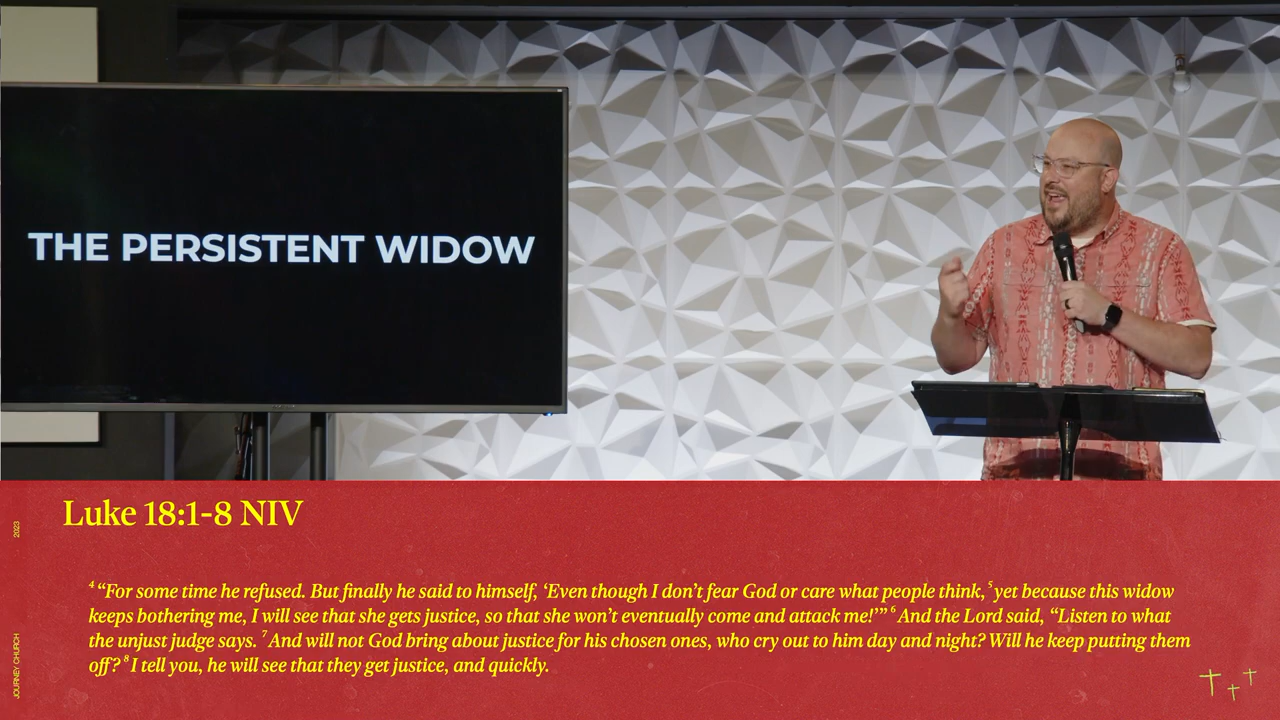 THE PERSISTENT WIDOW
Luke 18:1-8 NIV
2023
⁴ “For some time he refused. But finally he said to himself, ‘Even though I don’t fear God or care what people think, ⁵ yet because this widow
keeps bothering me, I will see that she gets justice, so that she won’t eventually come and attack me!’” ⁶ And the Lord said, “Listen to what
the unjust judge says. ⁷ And will not God bring about justice for his chosen ones, who cry out to him day and night? Will he keep putting them
off? ⁸ I tell you, he will see that they get justice, and quickly.
JOURNEY CHURCH